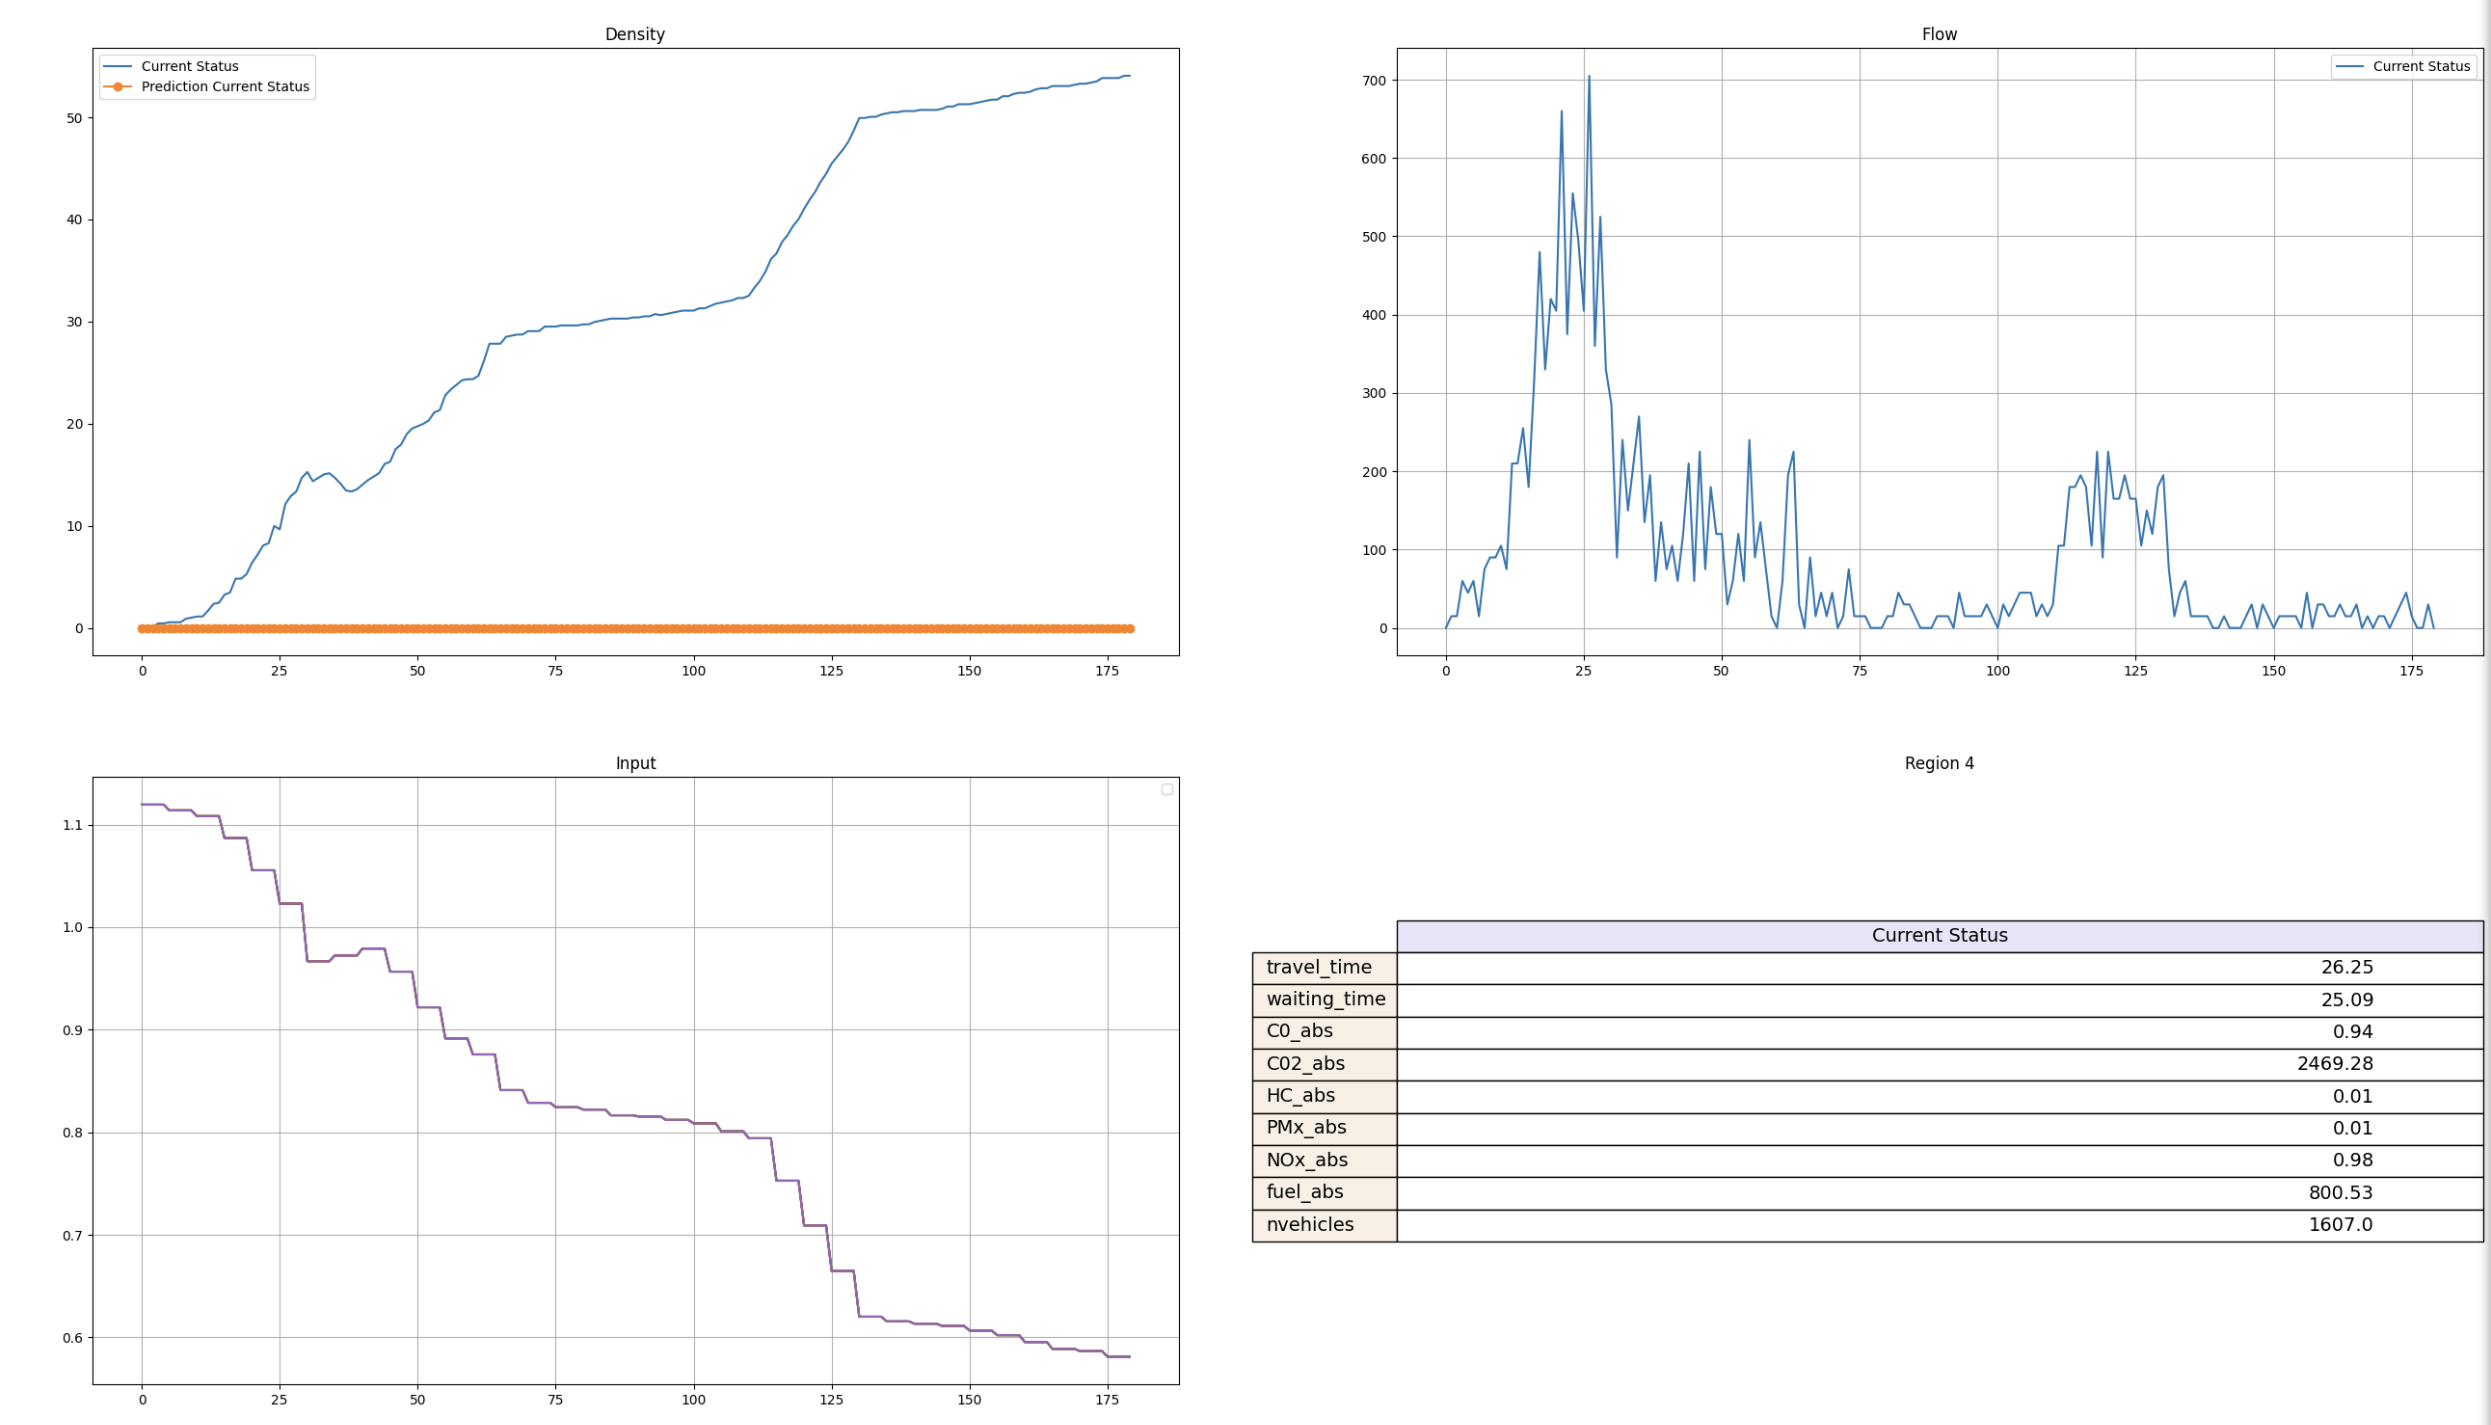 Density
Current Status
Prediction Current Status
50
40
30
20
10
0
0 25 50 75 100 125 150 175
Flow
Current Status
700
600
500
400
300
200
100
0
0 25 50 75 100 125 150 175
Input
1.1
1.0
0.9
0.8
0.7
0.6
0 25 50 75 100 125 150 175
Region 4
Current Status
travel_time 26.25
waiting_time 25.09
C0_abs 0.94
C02_abs 2469.28
HC_abs 0.01
PMx_abs 0.01
NOx_abs 0.98
fuel_abs 800.53
nvehicles 1607.0